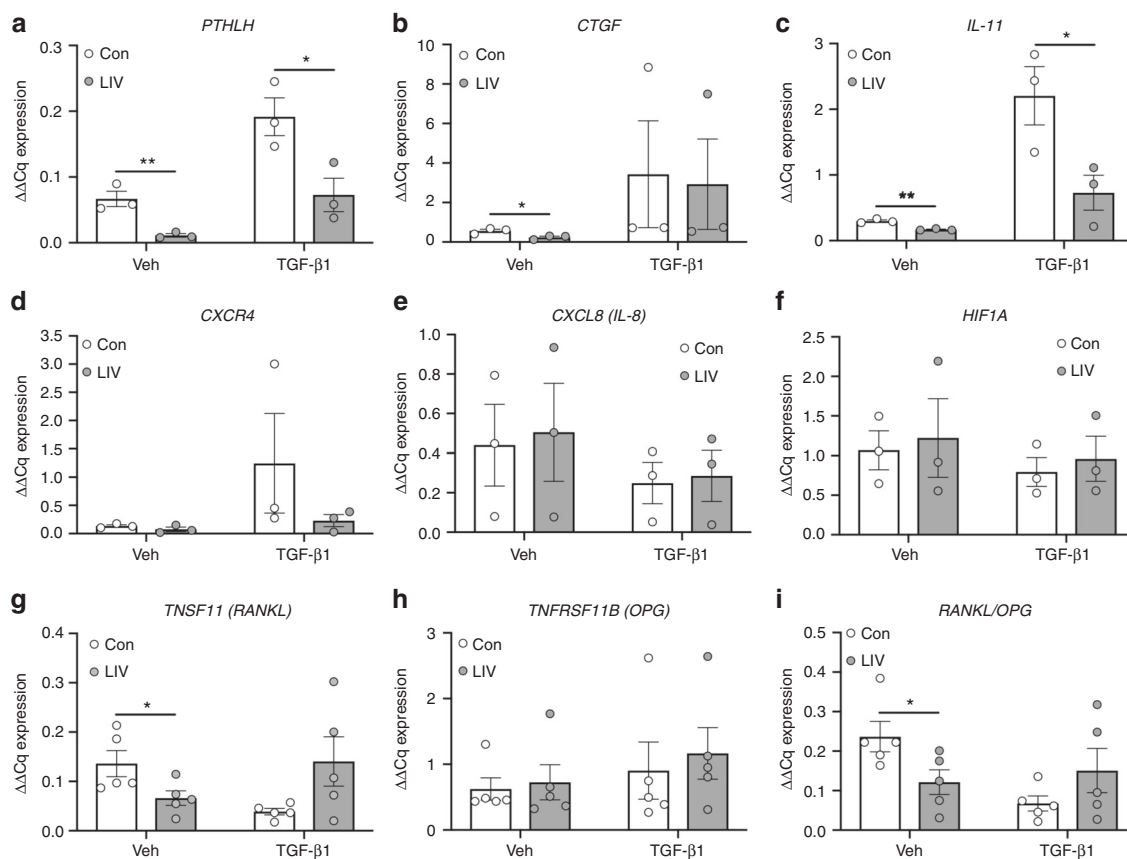 a
PTHLH
0.3
0.2
0.1
0.0
ΔΔCq expression
Con
LIV
**
*
Veh
TGF-β1
b
CTGF
10
8
6
4
2
0
ΔΔCq expression
Con
LIV
*
Veh
TGF-β1
c
IL-11
3
2
1
0
ΔΔCq expression
Con
LIV
**
*
Veh
TGF-β1
d
CXCR4
3.5
3.0
2.5
2.0
1.5
1.0
0.5
0.0
ΔΔCq expression
Con
LIV
Veh
TGF-β1
e
CXCL8 (IL-8)
1.0
0.8
0.6
0.4
0.2
0.0
ΔΔCq expression
Con
LIV
Veh
TGF-β1
f
HIF1A
2.5
2.0
1.5
1.0
0.5
0.0
ΔΔCq expression
Con
LIV
Veh
TGF-β1
g
TNSF11 (RANKL)
0.4
0.3
0.2
0.1
0.0
ΔΔCq expression
Con
LIV
*
Veh
TGF-β1
h
TNFRSF11B (OPG)
3
2
1
0
ΔΔCq expression
Con
LIV
Veh
TGF-β1
i
RANKL/OPG
0.5
0.4
0.3
0.2
0.1
0.0
ΔΔCq expression
Con
LIV
*
Veh
TGF-β1